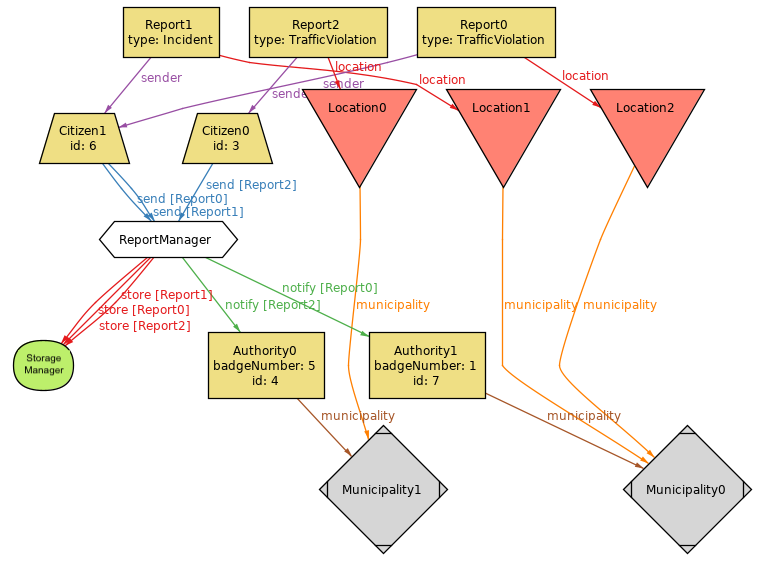 Report1
type: Incident
Report2
type: TrafficViolation
Report0
type: TrafficViolation
location
location
location
sender
sender
sender
Location0
Location1
Location2
Citizen1
id: 6
Citizen0
id: 3
send [Report2]
send [Report0]
send [Report1]
ReportManager
notify [Report0]
store [Report1]
notify [Report2]
municipality
municipality
municipality
store [Report0]
store [Report2]
Storage
Manager
Authority0
badgeNumber: 5
id: 4
Authority1
badgeNumber: 1
id: 7
municipality
municipality
Municipality1
Municipality0